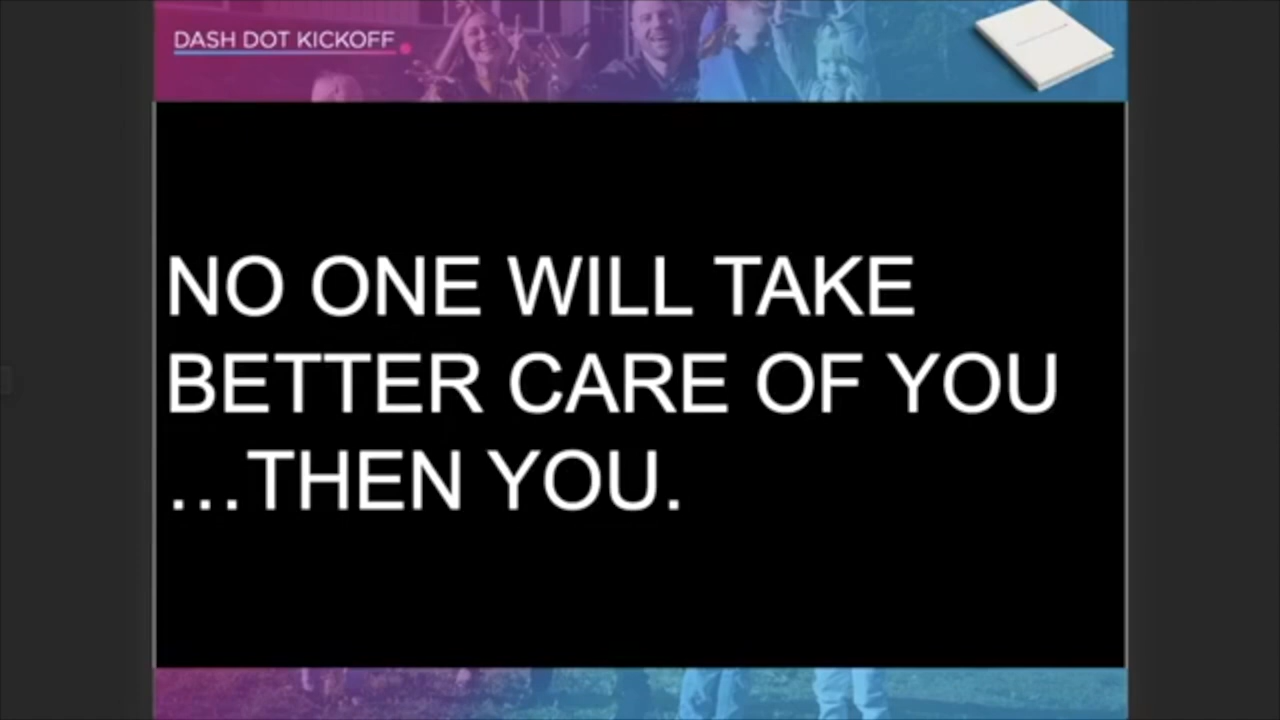 DASH DOT KICKOFF
NO ONE WILL TAKE
BETTER CARE OF YOU
…THEN YOU.